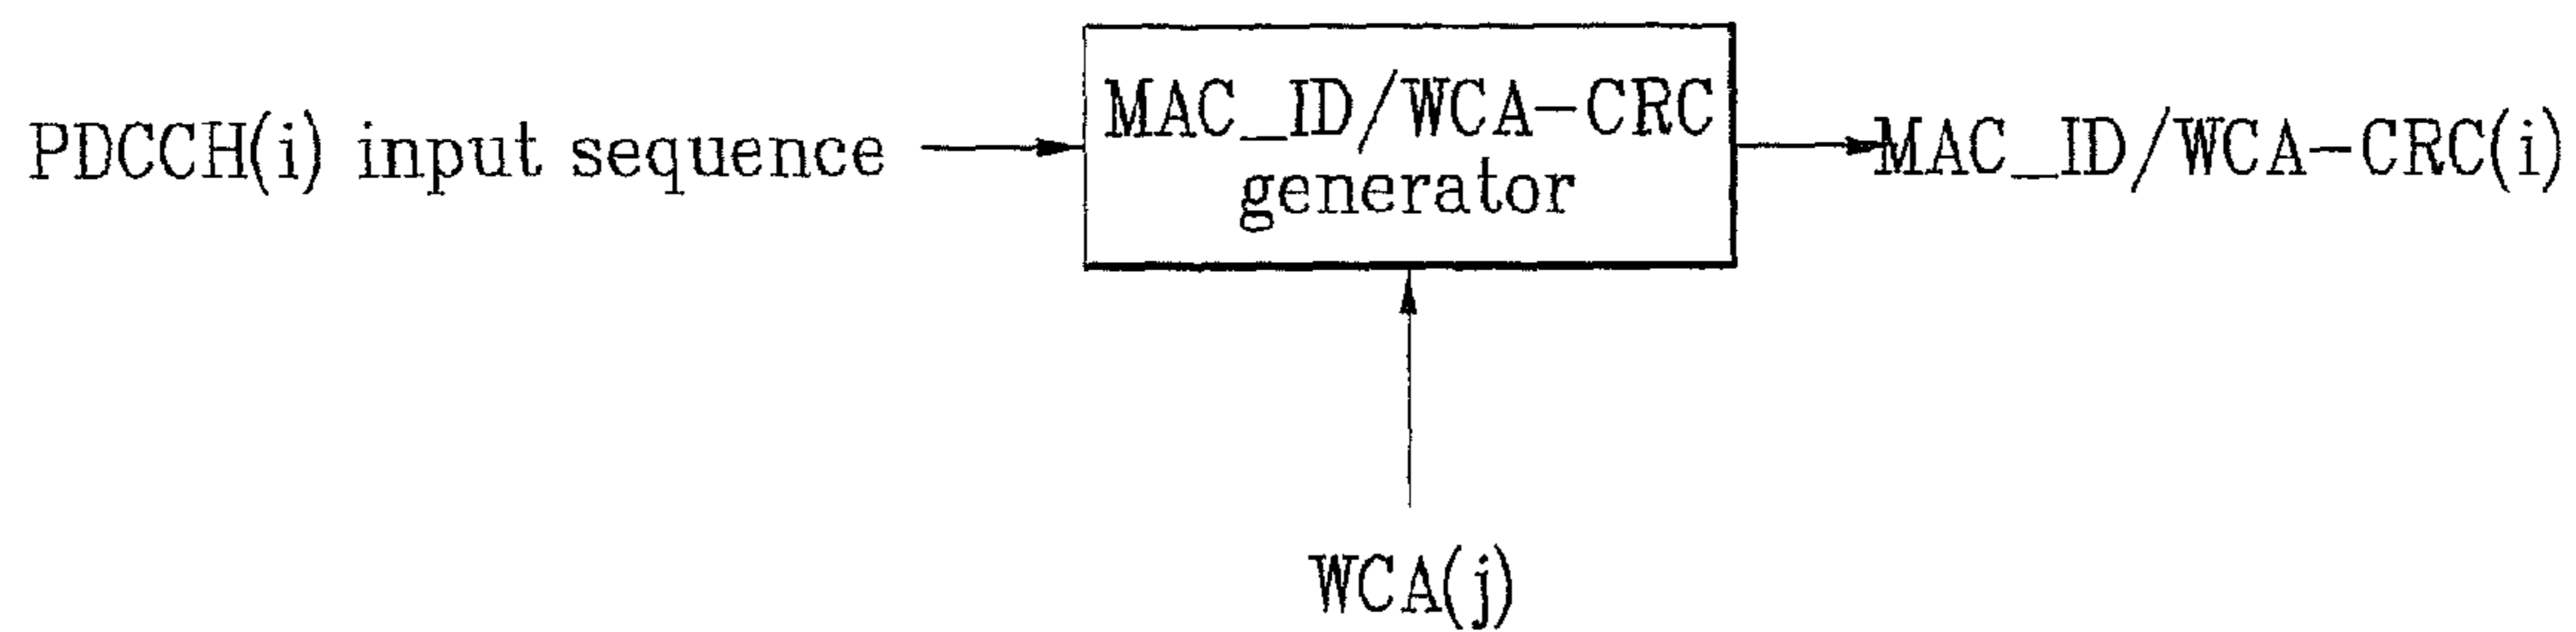 PDCCH(i) input sequence
MAC_ID/WCA-CRC
generator
MAC_ID/WCA-CRC(i)
WCA(j)